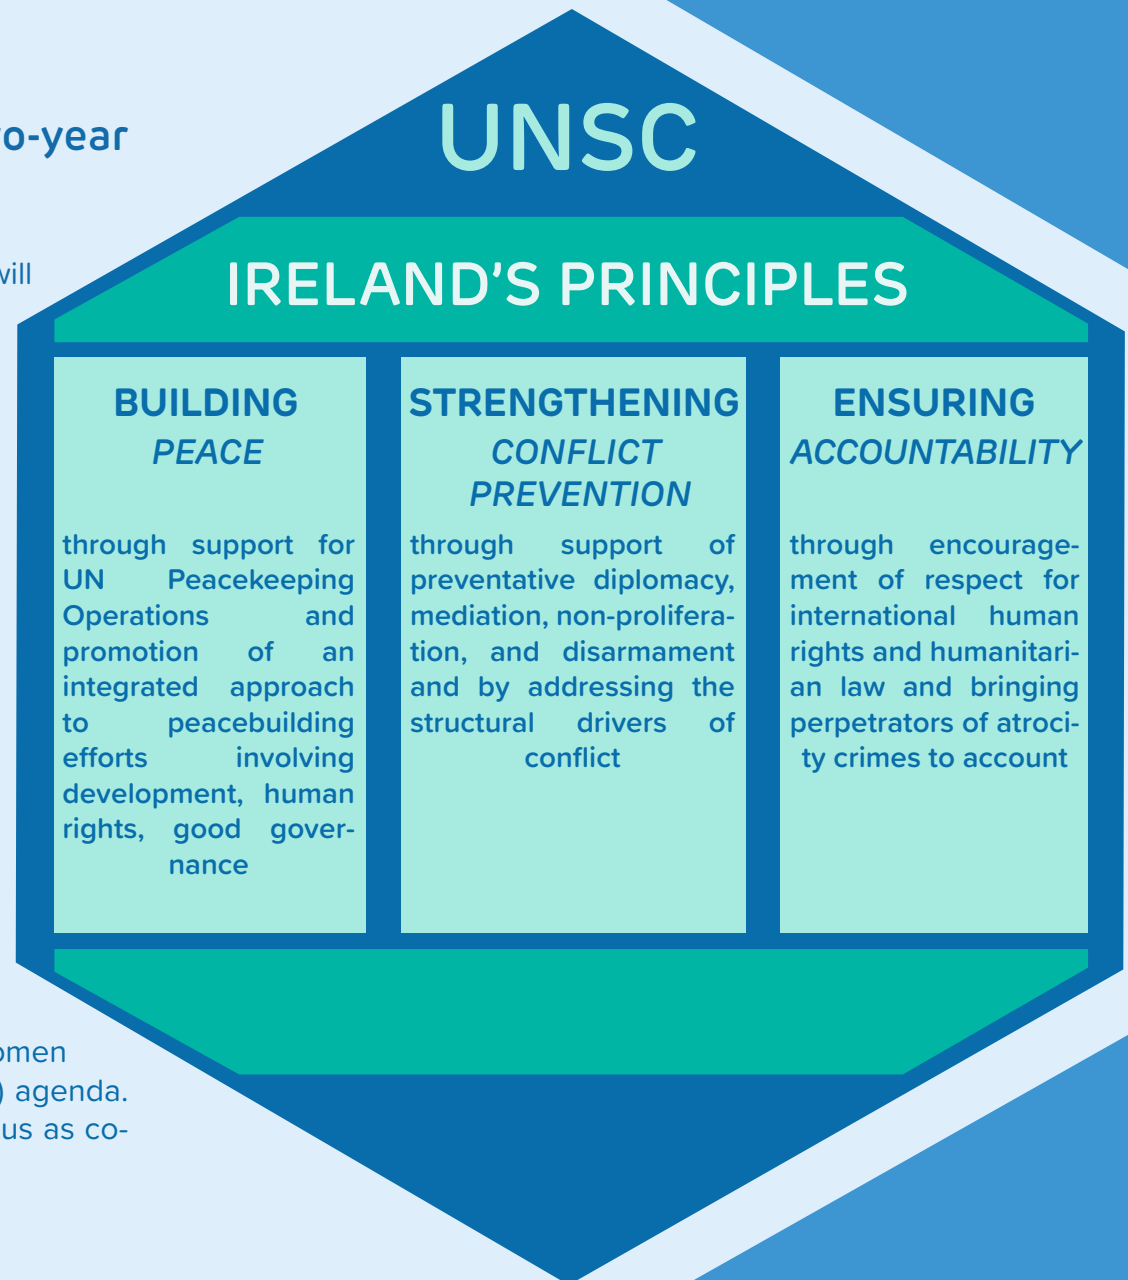 o-year
will
UNSC
IRELAND'S PRINCIPLES
BUILDING
PEACE
through support for
UN Peacekeeping
Operations and
promotion of an
integrated approach
to peacebuilding
efforts involving
development, human
rights, good gover-
nance
STRENGTHENING
CONFLICT
PREVENTION
through support of
preventative diplomacy,
mediation, non-prolifera-
tion, and disarmament
and by addressing the
structural drivers of
conflict
ENSURING
ACCOUNTABILITY
through encourage-
ment of respect for
international human
rights and humanitari-
an law and bringing
perpetrators of atroci-
ty crimes to account
omen
) agenda.
us as co-